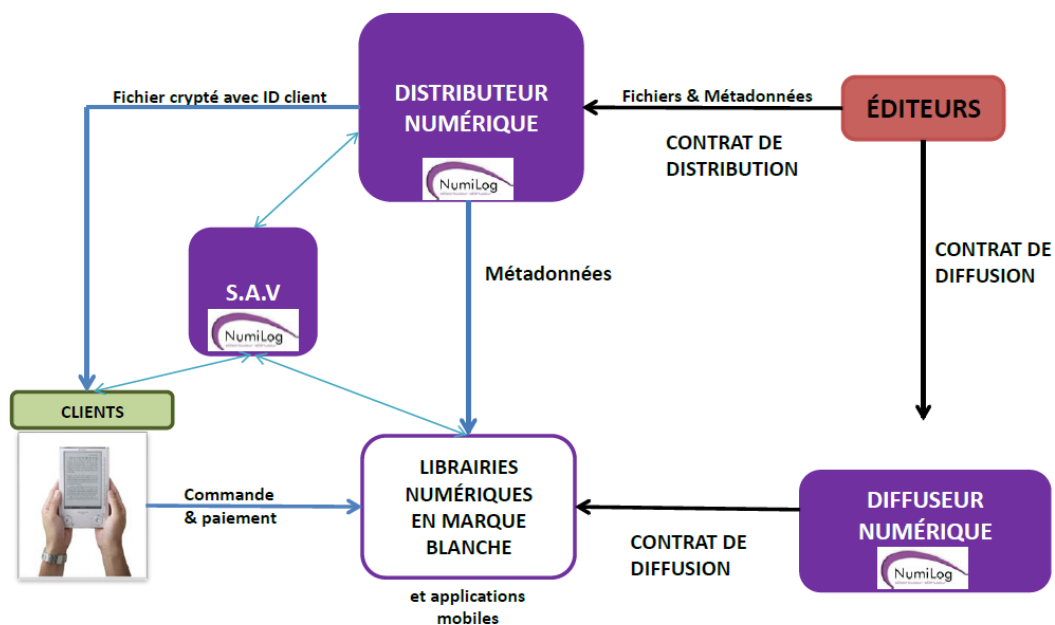 Fichier crypté avec ID client
DISTRIBUTEUR
NUMÉRIQUE
NumiLog
Fichiers & Métadonnées
ÉDITEURS
CONTRAT DE
DISTRIBUTION
S.A.V
NumiLog
Métadonnées
CONTRAT DE
DIFFUSION
CLIENTS
Commande
& paiement
LIBRAIRIES
NUMÉRIQUES
EN MARQUE
BLANCHE
et applications
mobiles
CONTRAT DE
DIFFUSION
DIFFUSEUR
NUMÉRIQUE
NumiLog